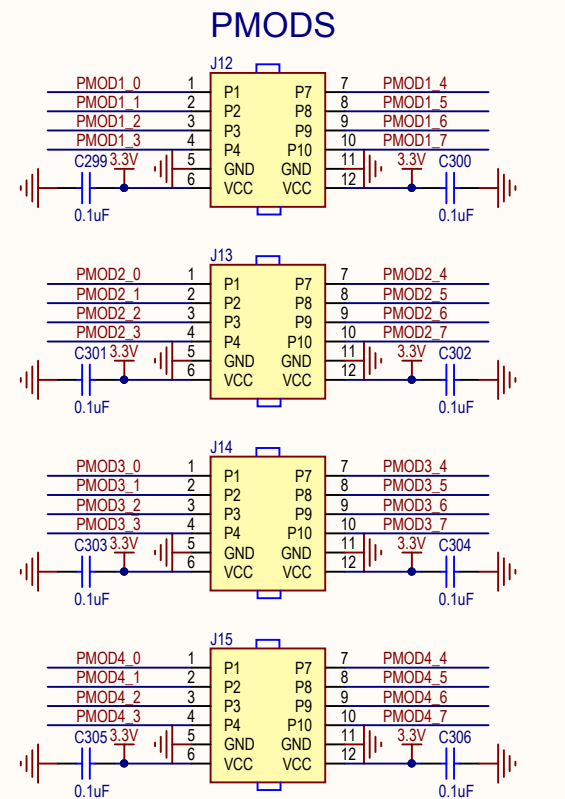 PMODS
J12
PMOD1_0 1 P1 P7 7 PMOD1_4
PMOD1_1 2 P2 P8 8 PMOD1_5
PMOD1_2 3 P3 P9 9 PMOD1_6
PMOD1_3 4 P4 P10 10 PMOD1_7
C299 3.3V 5 GND GND 11 3.3V C300
6 VCC VCC 12
0.1uF 0.1uF
J13
PMOD2_0 1 P1 P7 7 PMOD2_4
PMOD2_1 2 P2 P8 8 PMOD2_5
PMOD2_2 3 P3 P9 9 PMOD2_6
PMOD2_3 4 P4 P10 10 PMOD2_7
C301 3.3V 5 GND GND 11 3.3V C302
6 VCC VCC 12
0.1uF 0.1uF
J14
PMOD3_0 1 P1 P7 7 PMOD3_4
PMOD3_1 2 P2 P8 8 PMOD3_5
PMOD3_2 3 P3 P9 9 PMOD3_6
PMOD3_3 4 P4 P10 10 PMOD3_7
C303 3.3V 5 GND GND 11 3.3V C304
6 VCC VCC 12
0.1uF 0.1uF
J15
PMOD4_0 1 P1 P7 7 PMOD4_4
PMOD4_1 2 P2 P8 8 PMOD4_5
PMOD4_2 3 P3 P9 9 PMOD4_6
PMOD4_3 4 P4 P10 10 PMOD4_7
C305 3.3V 5 GND GND 11 3.3V C306
6 VCC VCC 12
0.1uF 0.1uF